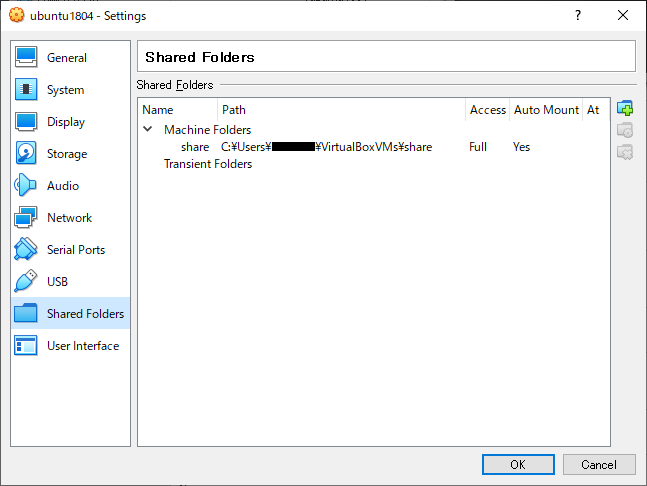 ubuntu1804 - Settings
General
System
Display
Storage
Audio
Network
Serial Ports
USB
Shared Folders
User Interface
Shared Folders
Shared Folders
Name Path Access Auto Mount At
Machine Folders
share C:¥Users¥ ¥VirtualBoxVMs¥share Full Yes
Transient Folders
OK Cancel